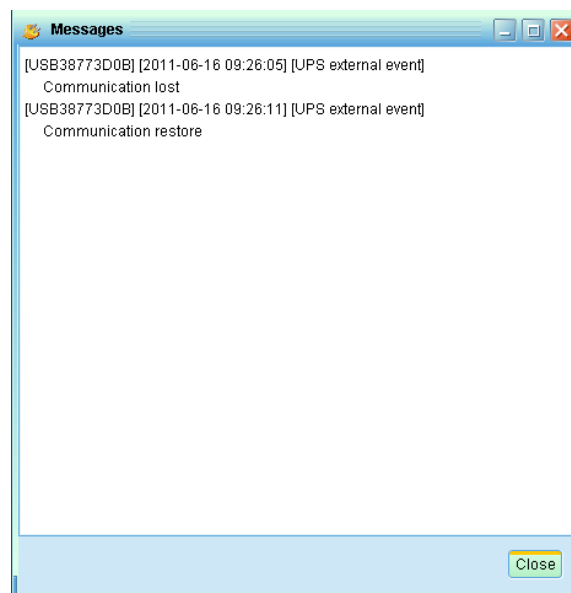 Messages
[USB38773D0B] [2011-06-16 09:26:05] [UPS external event]
Communication lost
[USB38773D0B] [2011-06-16 09:26:11] [UPS external event]
Communication restore
Close